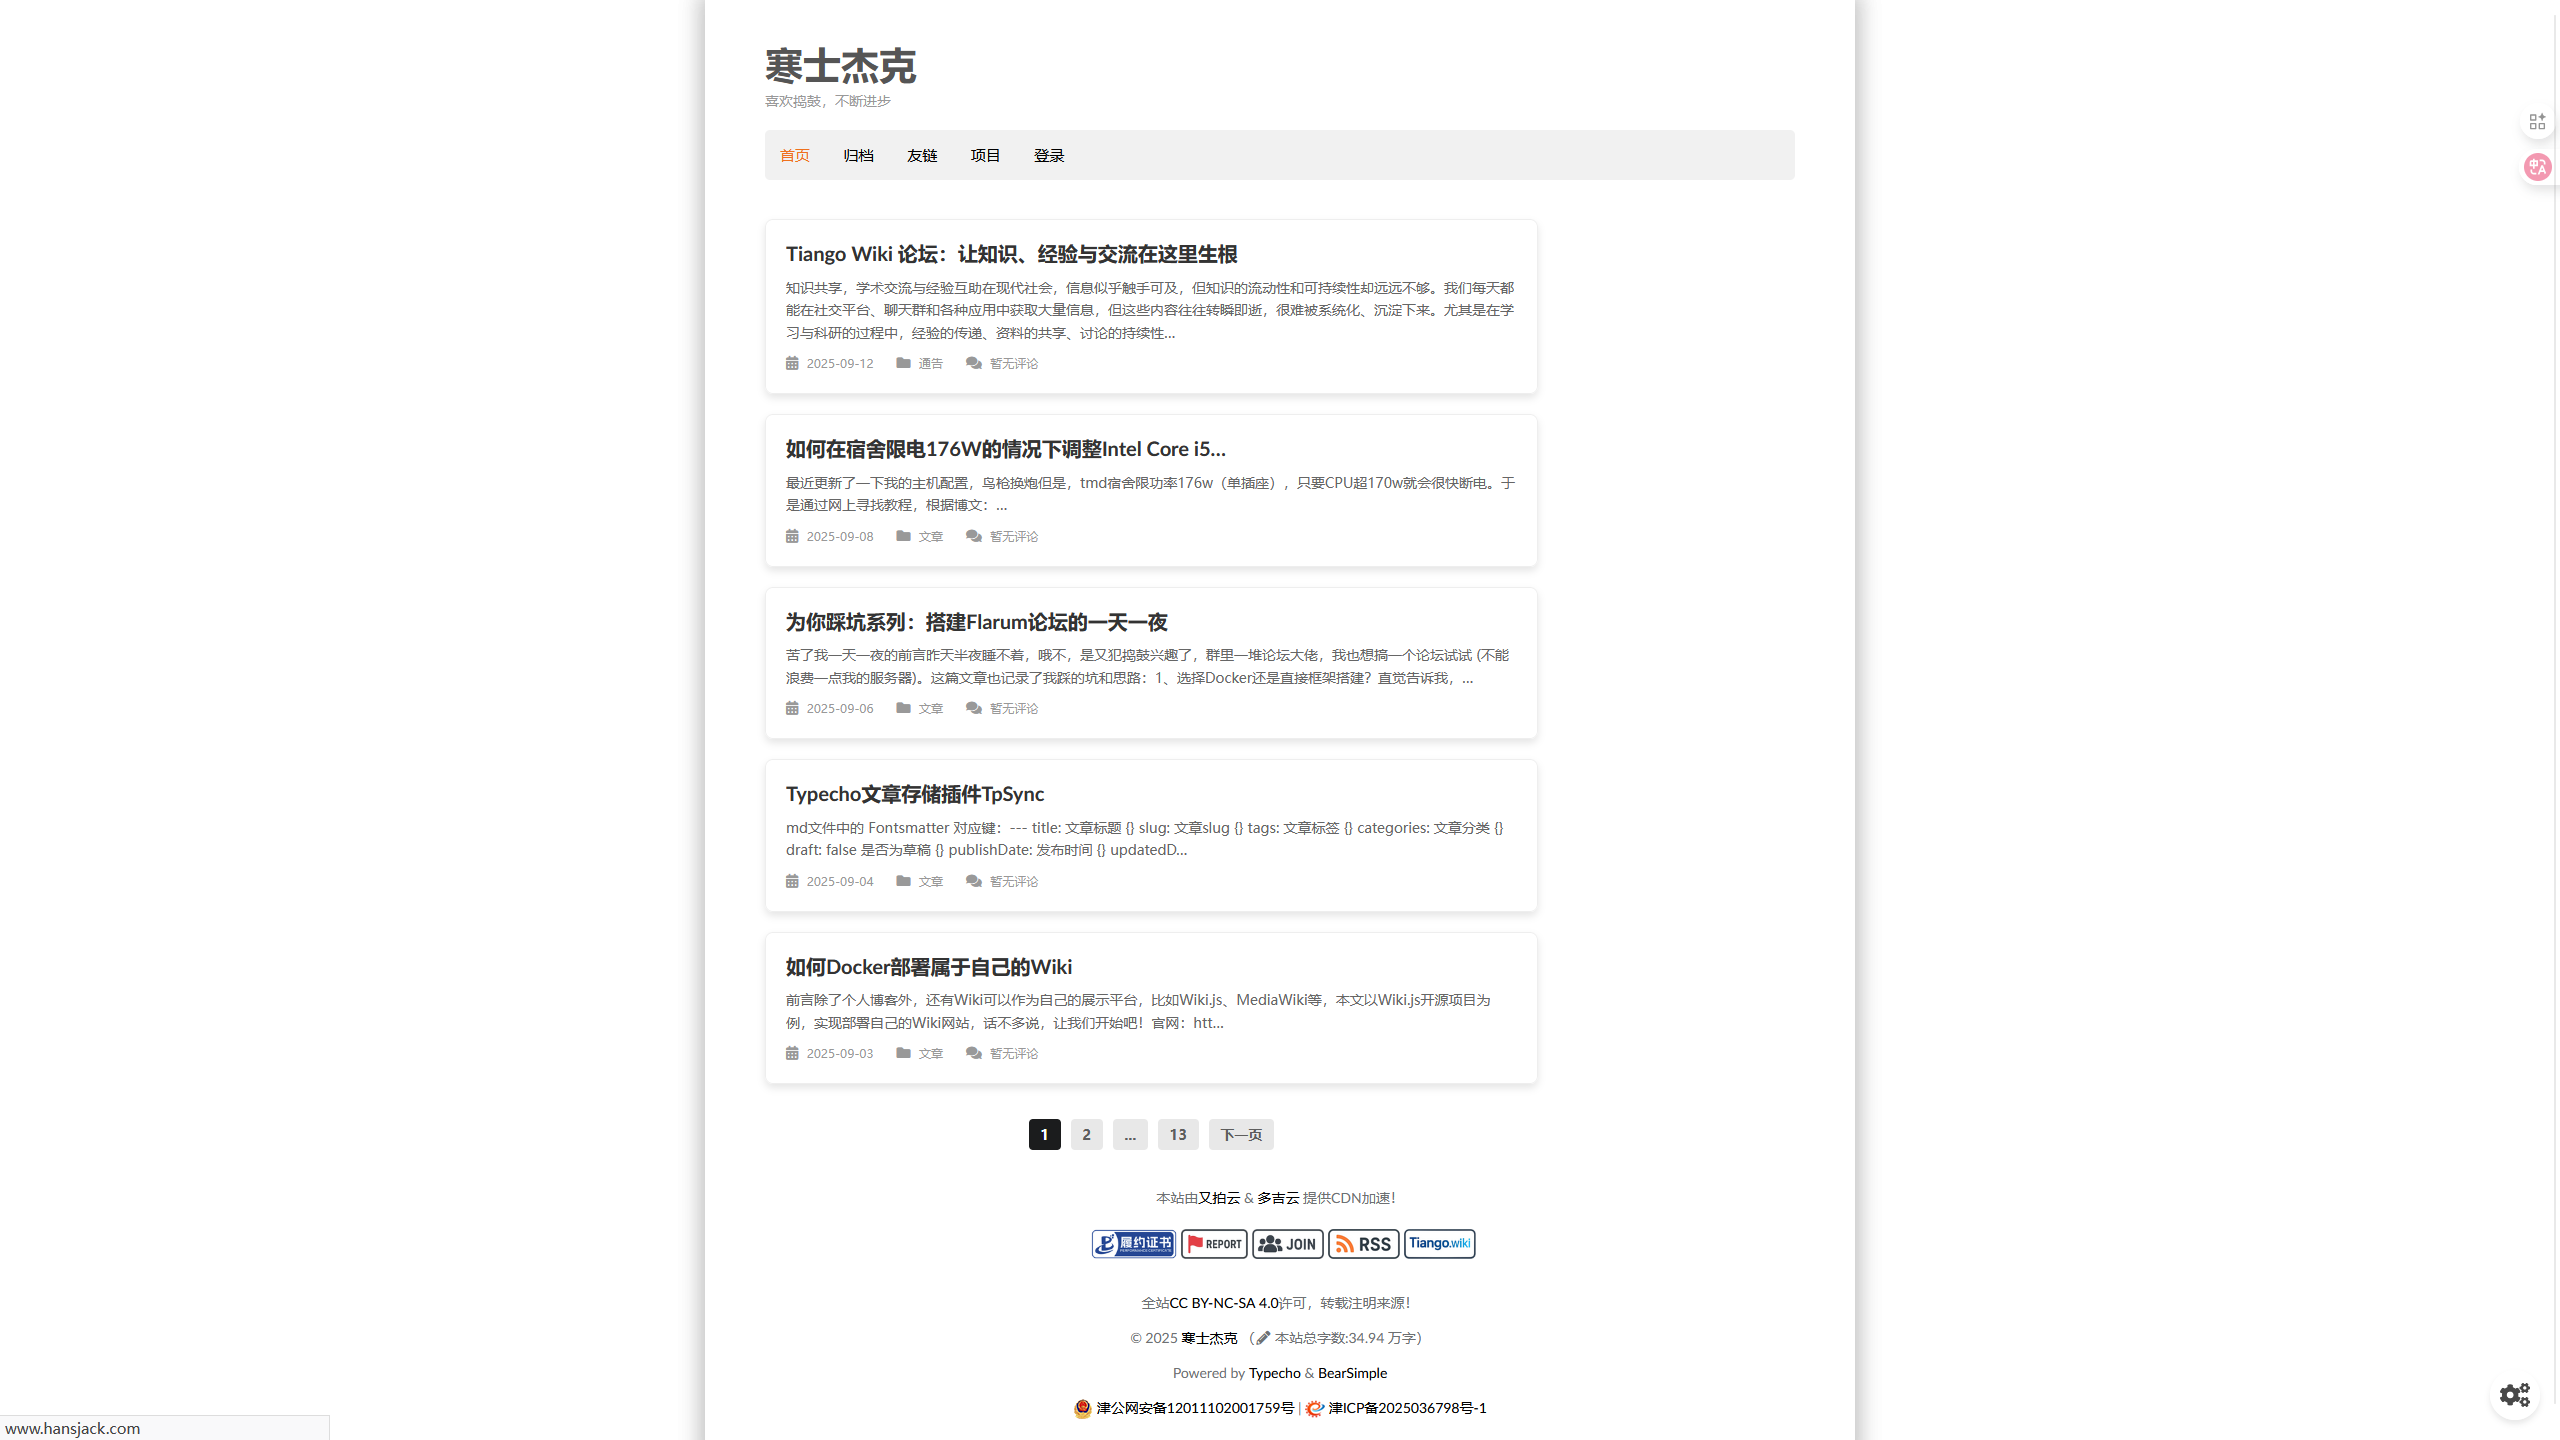 寒士杰克
喜欢捣鼓，不断进步
首页 归档 友链 项目 登录
Tiango Wiki 论坛：让知识、经验与交流在这里生根
知识共享，学术交流与经验互助在现代社会，信息似乎触手可及，但知识的流动性和可持续性却远远不够。我们每天都
能在社交平台、聊天群和各种应用中获取大量信息，但这些内容往往转瞬即逝，很难被系统化、沉淀下来。尤其是在学
习与科研的过程中，经验的传递、资料的共享、讨论的持续性...
2025-09-12 通告 暂无评论
如何在宿舍限电176W的情况下调整Intel Core i5...
最近更新了一下我的主机配置，鸟枪换炮但是，tmd宿舍限功率176w（单插座），只要CPU超170w就会很快断电。于
是通过网上寻找教程，根据博文：...
2025-09-08 文章 暂无评论
为你踩坑系列：搭建Flarum论坛的一天一夜
苦了我一天一夜的前言昨天半夜睡不着，哦不，是又犯捣鼓兴趣了，群里一堆论坛大佬，我也想搞一个论坛试试 (不能
浪费一点我的服务器)。这篇文章也记录了我踩的坑和思路：1、选择Docker还是直接框架搭建？直觉告诉我，...
2025-09-06 文章 暂无评论
Typecho文章存储插件TpSync
md文件中的 Fontsmatter 对应键：--- title: 文章标题 {} slug: 文章slug {} tags: 文章标签 {} categories: 文章分类 {}
draft: false 是否为草稿 {} publishDate: 发布时间 {} updatedD...
2025-09-04 文章 暂无评论
如何Docker部署属于自己的Wiki
前言除了个人博客外，还有Wiki可以作为自己的展示平台，比如Wiki.js、MediaWiki等，本文以Wiki.js开源项目为
例，实现部署自己的Wiki网站，话不多说，让我们开始吧！官网：htt...
2025-09-03 文章 暂无评论
1 2 ... 13 下一页
本站由又拍云 & 多吉云 提供CDN加速！
履约证书 REPORT JOIN RSS Tiango.wiki
全站CC BY-NC-SA 4.0许可，转载注明来源！
© 2025 寒士杰克 （ 本站总字数:34.94 万字）
Powered by Typecho & BearSimple
津公网安备12011102001759号 | 津ICP备2025036798号-1
www.hansjack.com